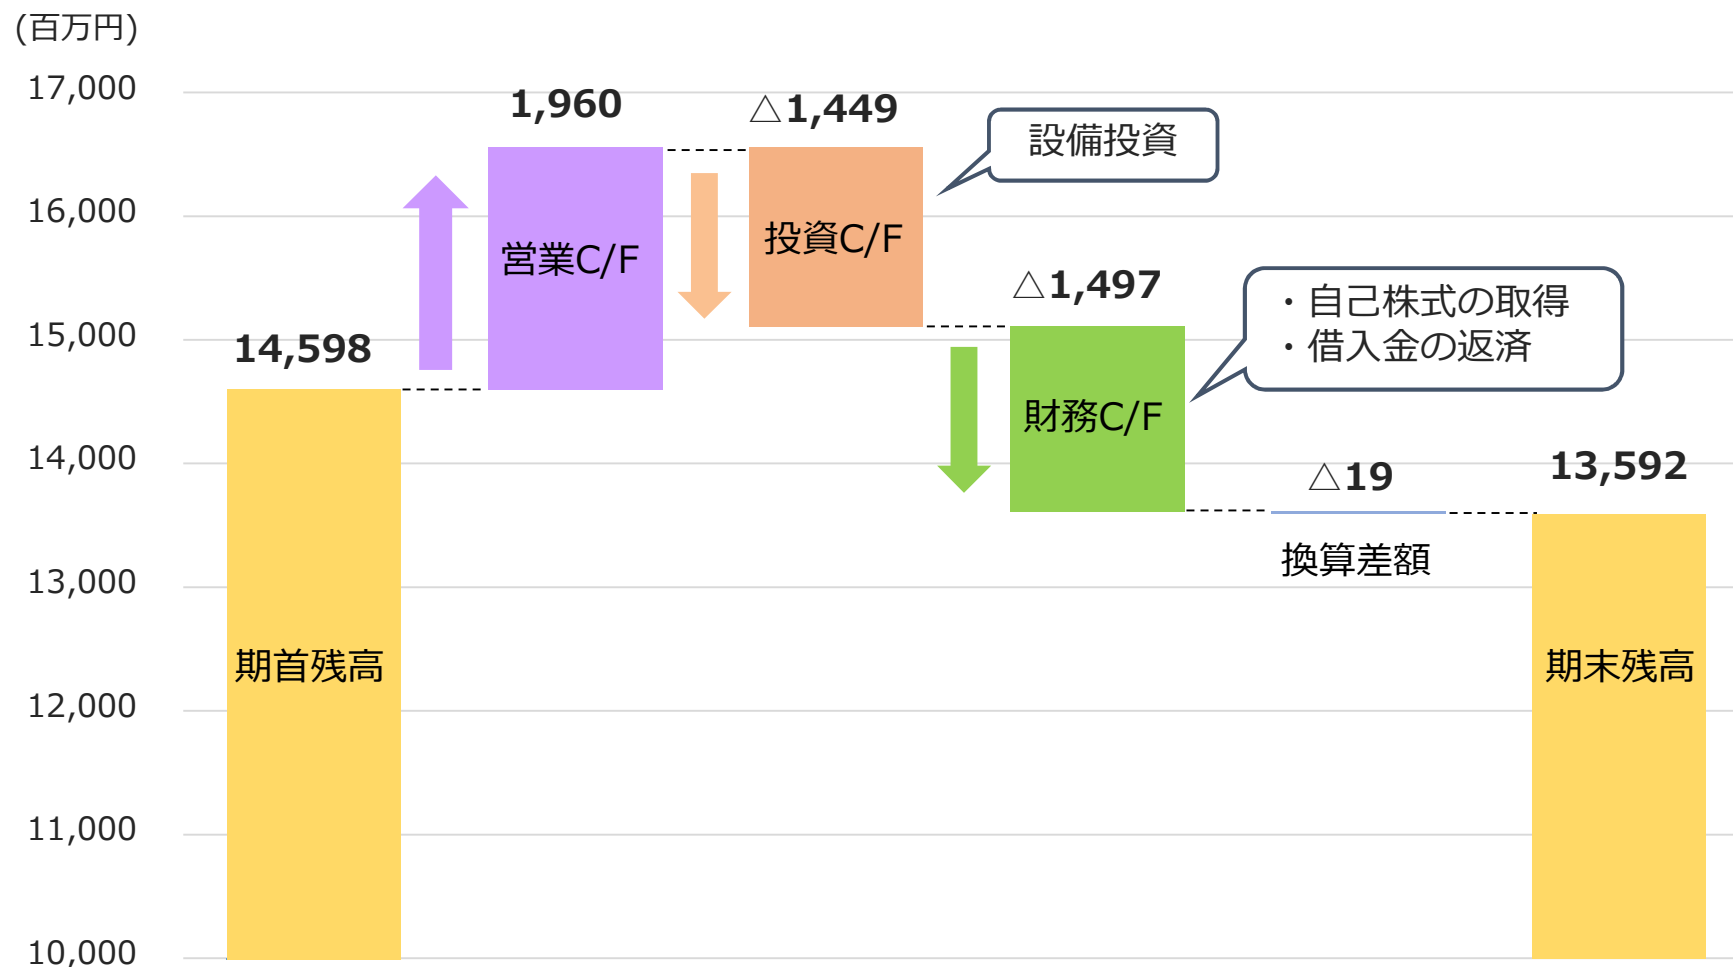 (百万円)
17,000
16,000
15,000
14,000
13,000
12,000
11,000
10,000
14,598
期首残高
1,960
営業C/F
△1,449
投資C/F
設備投資
△1,497
財務C/F
・自己株式の取得
・借入金の返済
△19
換算差額
13,592
期末残高